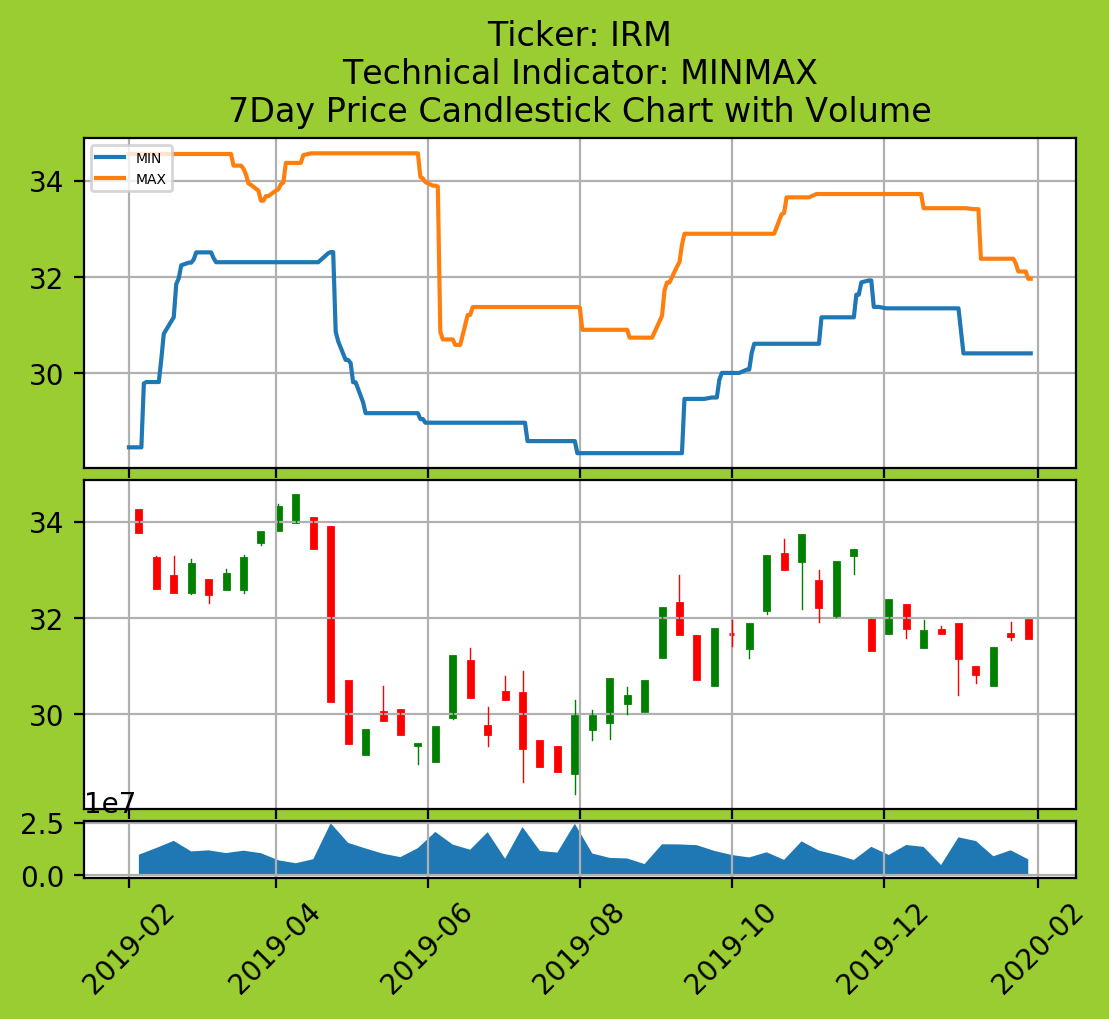 Ticker: IRM
Technical Indicator: MINMAX
7Day Price Candlestick Chart with Volume
MIN
MAX
34
32
30
34
32
30
1e7
2.5
0.0
2019-02
2019-04
2019-06
2019-08
2019-10
2019-12
2020-02